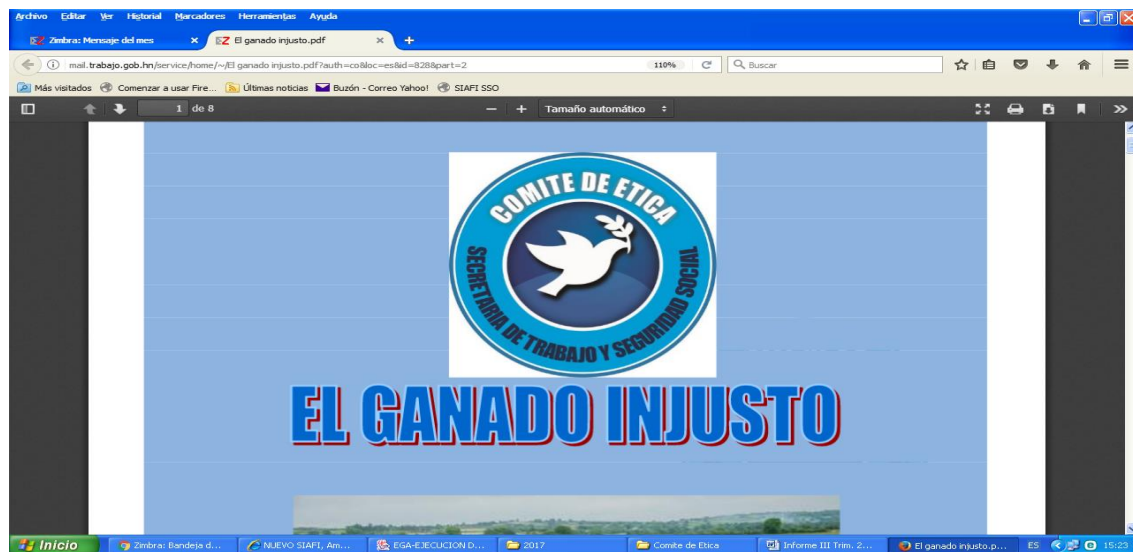 Archivo Editar Ver Historial Marcadores Herramientas Ayuda
Zimbra: Mensaje del mes × El ganado injusto.pdf × +
mail.trabajo.gob.hn/service/home/~/El ganado injusto.pdf?auth=co&loc=es&id=828&part=2 110% Buscar
Más visitados Comenzar a usar Fire... Últimas noticias Buzón - Correo Yahoo! SIAFI SSO
1 de 8 − + Tamaño automático
COMITE DE ETICA
SECRETARIA DE TRABAJO Y SEGURIDAD SOCIAL
EL GANADO INJUSTO
Inicio Zimbra: Bandeja d... NUEVO SIAFI, Am... EGA-EJECUCION D... 2017 Comite de Etica Informe III Trim. 2... El ganado injusto.p... ES 15:23